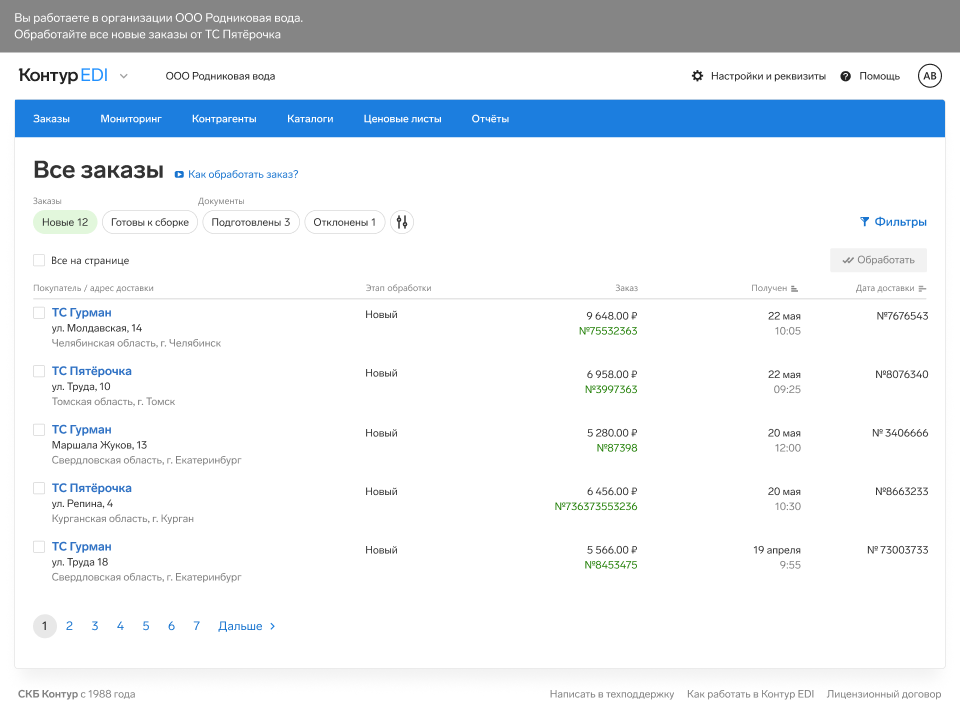 Вы работаете в организации ООО Родниковая вода.
Обработайте все новые заказы от ТС Пятёрочка
Контур EDI ООО Родниковая вода Настройки и реквизиты Помощь АВ
Заказы Мониторинг Контрагенты Каталоги Ценовые листы Отчёты
Все заказы Как обработать заказ?
Заказы Документы
Новые 12 Готовы к сборке Подготовлены 3 Отклонены 1 Фильтры
Все на странице Обработать
Покупатель / адрес доставки Этап обработки Заказ Получен Дата доставки
ТС Гурман Новый 9 648.00 ₽ 22 мая №7676543
ул. Молдавская, 14 №75532363 10:05
Челябинская область, г. Челябинск
ТС Пятёрочка Новый 6 958.00 ₽ 22 мая №8076340
ул. Труда, 10 №3997363 09:25
Томская область, г. Томск
ТС Гурман Новый 5 280.00 ₽ 20 мая № 3406666
Маршала Жуков, 13 №87398 12:00
Свердловская область, г. Екатеринбург
ТС Пятёрочка Новый 6 456.00 ₽ 20 мая №8663233
ул. Репина, 4 №736373553236 10:30
Курганская область, г. Курган
ТС Гурман Новый 5 566.00 ₽ 19 апреля № 73003733
ул. Труда 18 №8453475 9:55
Свердловская область, г. Екатеринбург
1 2 3 4 5 6 7 Дальше
СКБ Контур с 1988 года Написать в техподдержку Как работать в Контур EDI Лицензионный договор